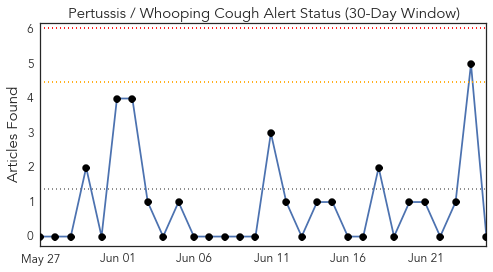 Pertussis / Whooping Cough Alert Status (30-Day Window)
Articles Found
6
5
4
3
2
1
0
May 27
Jun 01
Jun 06
Jun 11
Jun 16
Jun 21